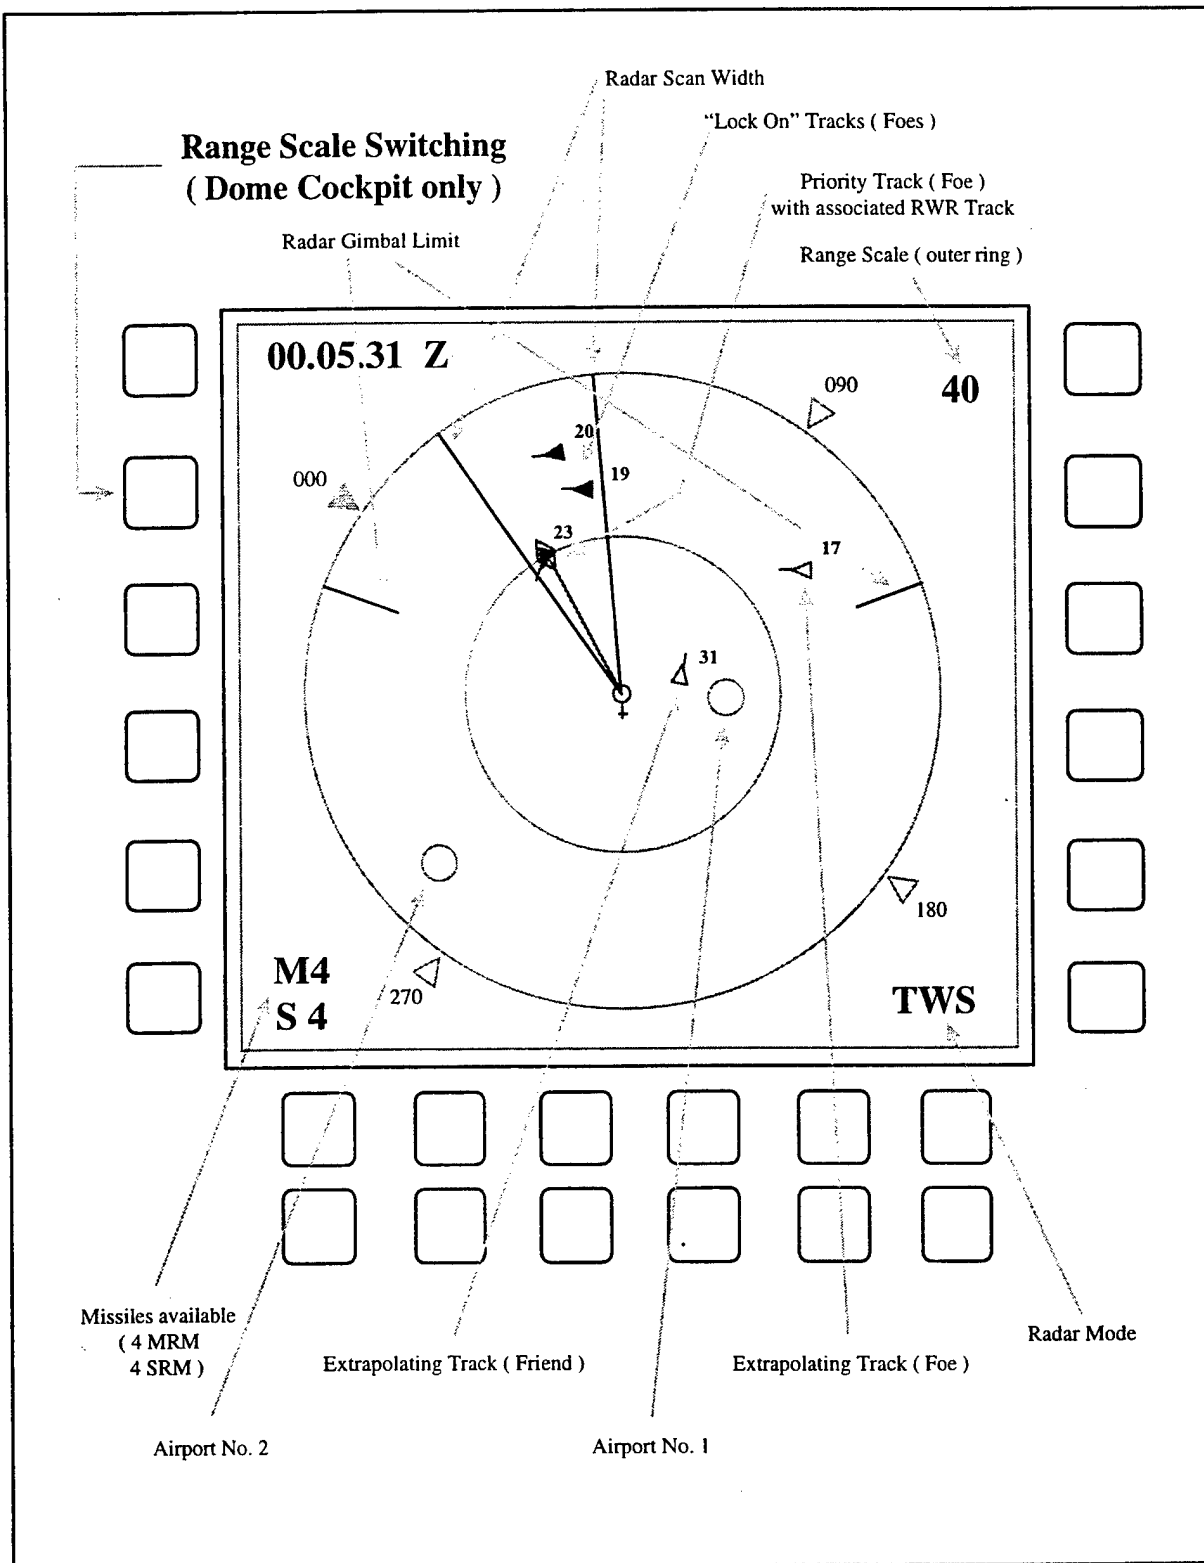 Radar Scan Width
"Lock On" Tracks ( Foes )
Range Scale Switching
( Dome Cockpit only )
Priority Track ( Foe )
with associated RWR Track
Radar Gimbal Limit
Range Scale ( outer ring )
00.05.31 Z
090
40
20
19
000
23
17
31
180
M4
270
S 4
TWS
Missiles available
( 4 MRM
4 SRM )
Radar Mode
Extrapolating Track ( Friend )
Extrapolating Track ( Foe )
Airport No. 2
Airport No. 1